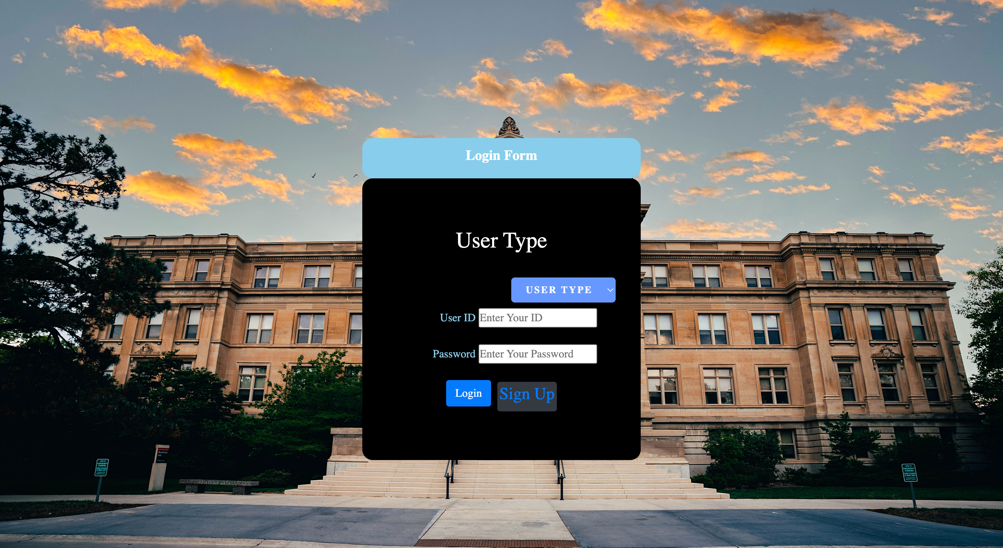 Login Form
User Type
USER TYPE
User ID Enter Your ID
Password Enter Your Password
Login Sign Up